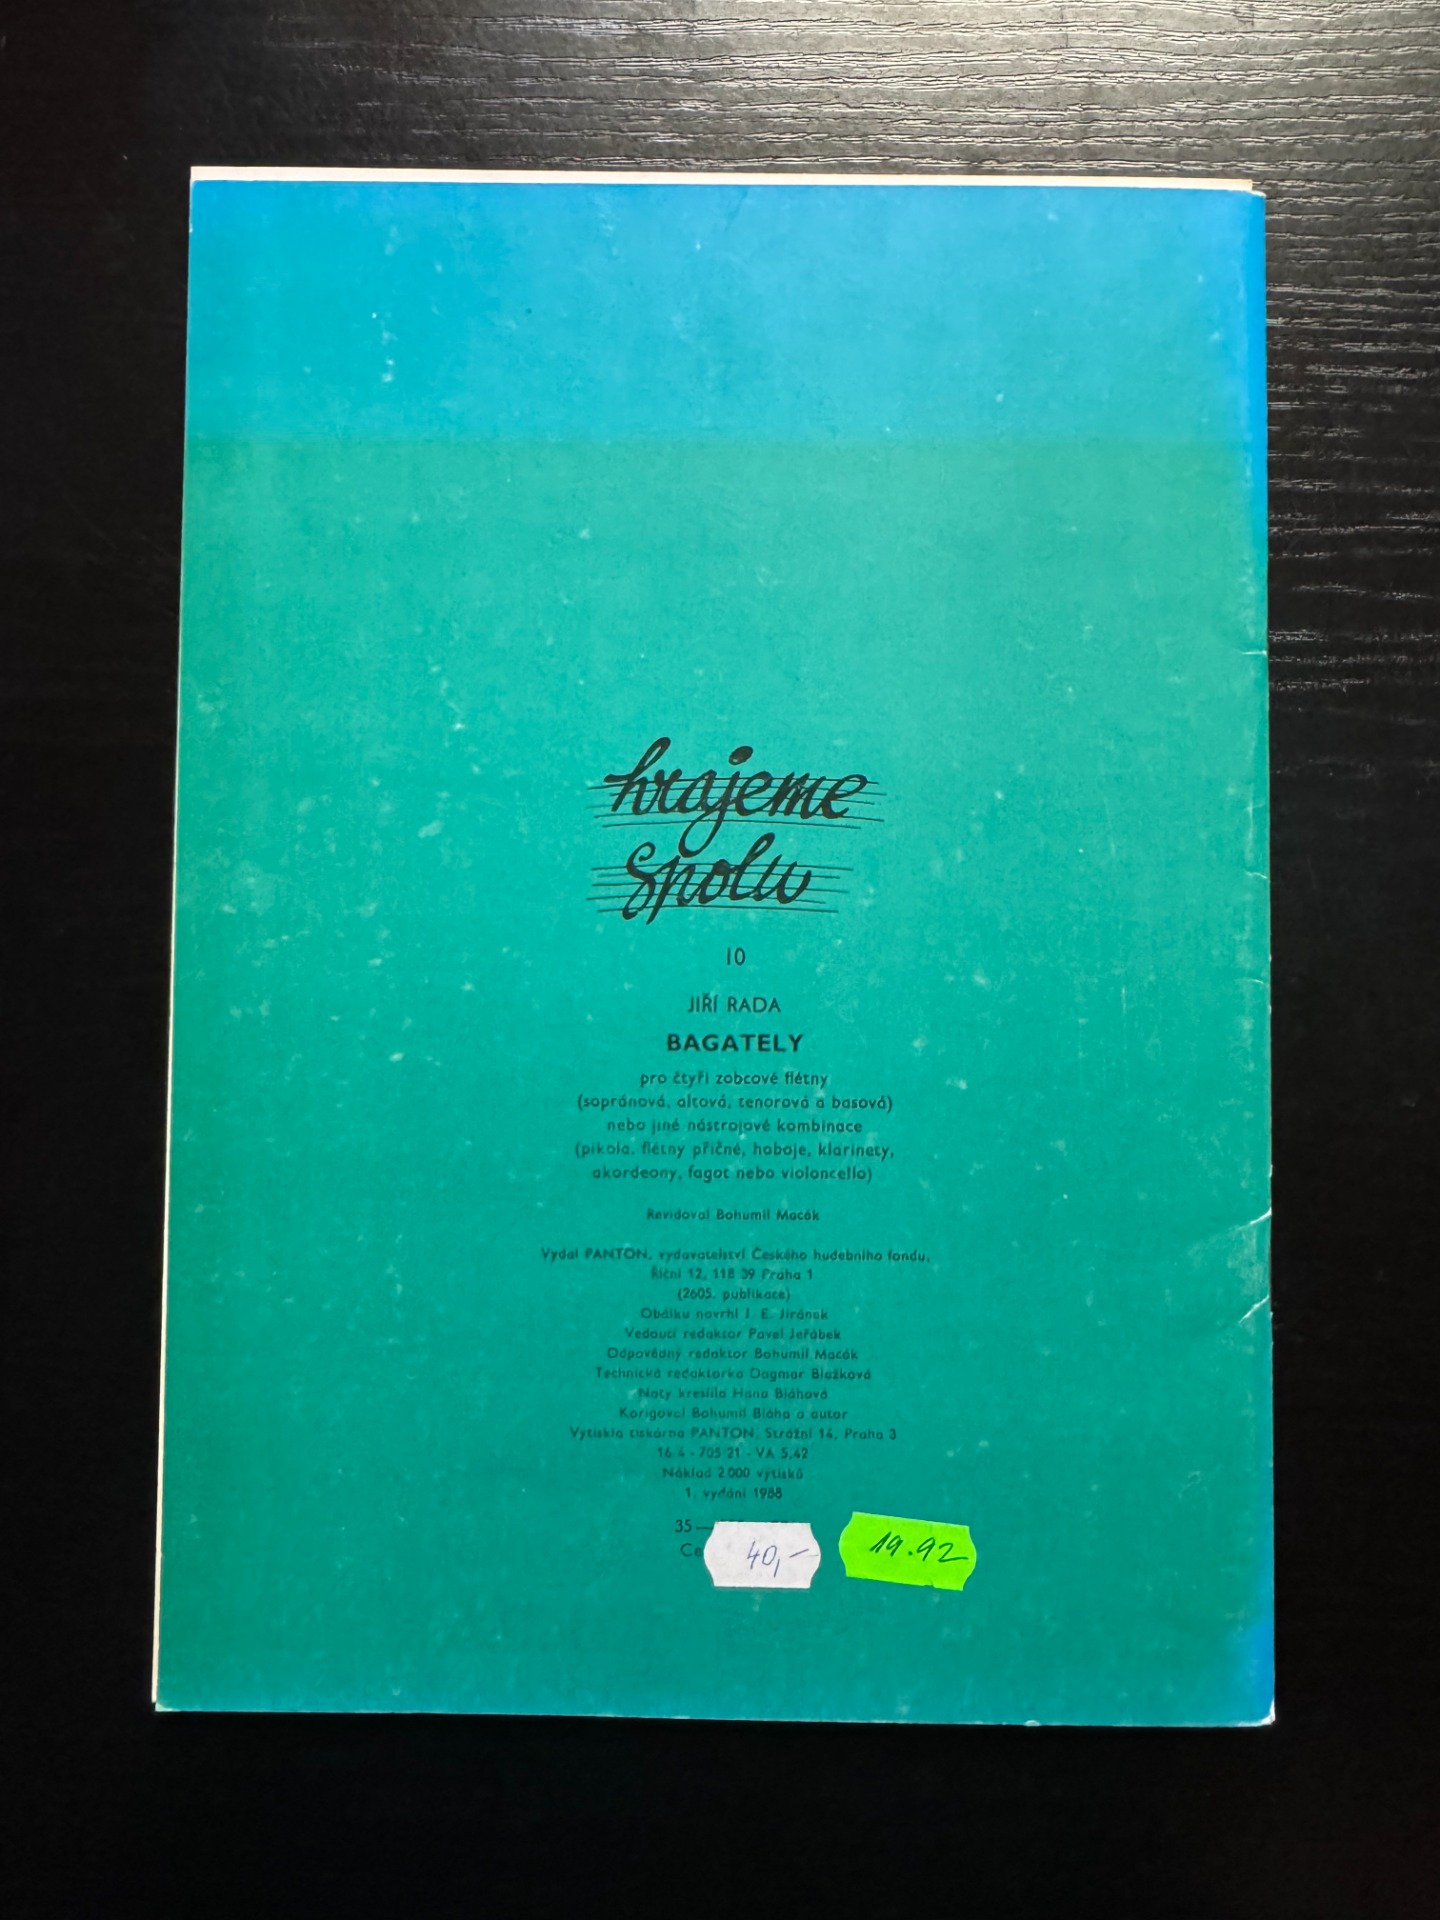 hrajeme
spolu
10
JIŘÍ RADA
BAGATELY
pro čtyři zobcové flétny
(sopránová, altová, tenorová a basová)
nebo jiné nástrojové kombinace
(pikola, flétny příčné, hoboje, klarinety,
akordeony, fagot nebo violoncello)
Revidoval Bohumil Macák
Vydal PANTON, vydavatelství Českého hudebního fondu,
Říční 12, 118 39 Praha 1
(2605. publikace)
Obálku navrhl J. E. Jiránek
Vedoucí redaktor Pavel Jeřábek
Odpovědný redaktor Bohumil Macák
Technická redaktorka Dagmar Blažková
Noty kreslila Hana Bláhová
Korigoval Bohumil Bláha a autor
Vytiskla tiskárna PANTON, Strážní 14, Praha 3
16 4 - 705 21 - VA 5,42
Náklad 2 000 výtisků
1. vydání 1988
35—
Ce
40,-
19.92